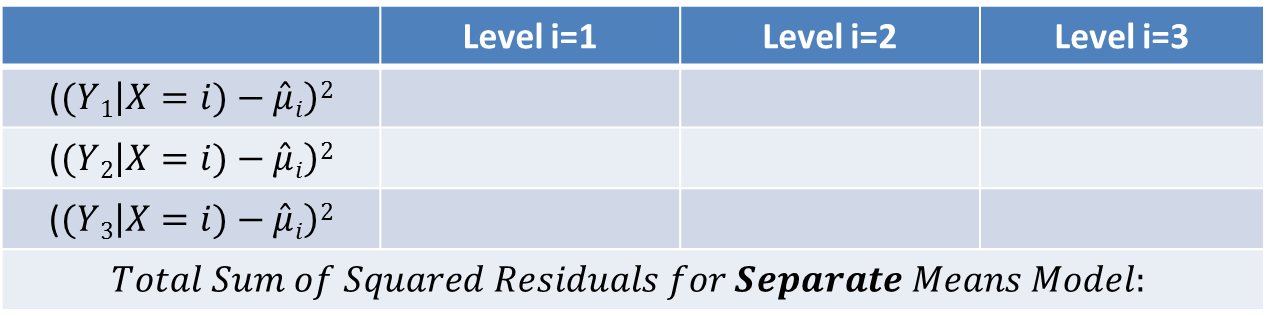 Level i=1 Level i=2 Level i=3
((Y₁|X = i) − μ̂ᵢ)²
((Y₂|X = i) − μ̂ᵢ)²
((Y₃|X = i) − μ̂ᵢ)²
Total Sum of Squared Residuals for Separate Means Model: